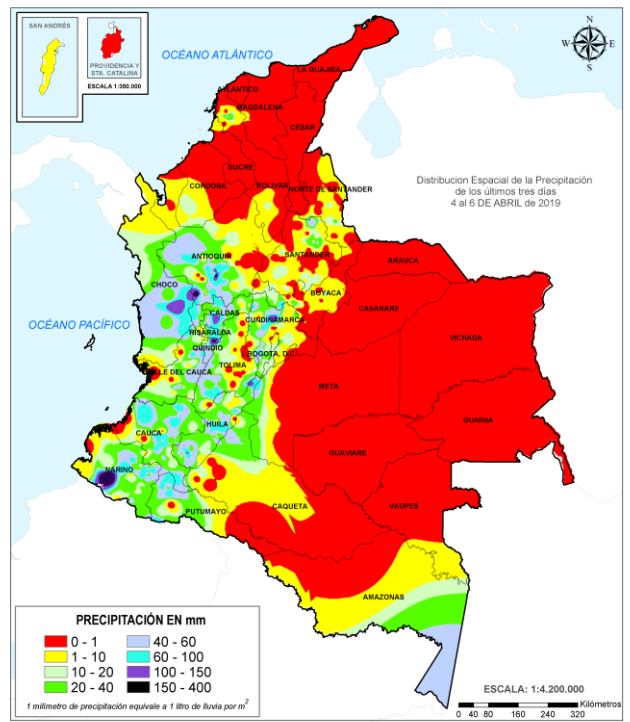 SAN ANDRÉS
PROVIDENCIA Y
STA. CATALINA
ESCALA 1:350.000
OCÉANO ATLÁNTICO
N
W
E
S
LA GUAJIRA
ATLANTICO
MAGDALENA
CESAR
SUCRE
CORDOBA
BOLIVAR
NORTE DE SANTANDER
Distribucion Espacial de la Precipitación
de los últimos tres días
4 al 6 DE ABRIL de 2019
ANTIOQUIA
SANTANDER
ARAUCA
CHOCO
BOYACA
CASANARE
OCÉANO PACÍFICO
CALDAS
CUNDINAMARCA
RISARALDA
VICHADA
QUINDIO
BOGOTA, D.C.
TOLIMA
VALLE DEL CAUCA
META
GUAINIA
HUILA
CAUCA
GUAVIARE
NARIÑO
PUTUMAYO
CAQUETA
VAUPES
AMAZONAS
PRECIPITACIÓN EN mm
0 - 1
40 - 60
1 - 10
60 - 100
10 - 20
100 - 150
20 - 40
150 - 400
1 milímetro de precipitación equivale a 1 litro de lluvia por m2
ESCALA: 1:4.200.000
Kilómetros
0 40 80 160 240 320